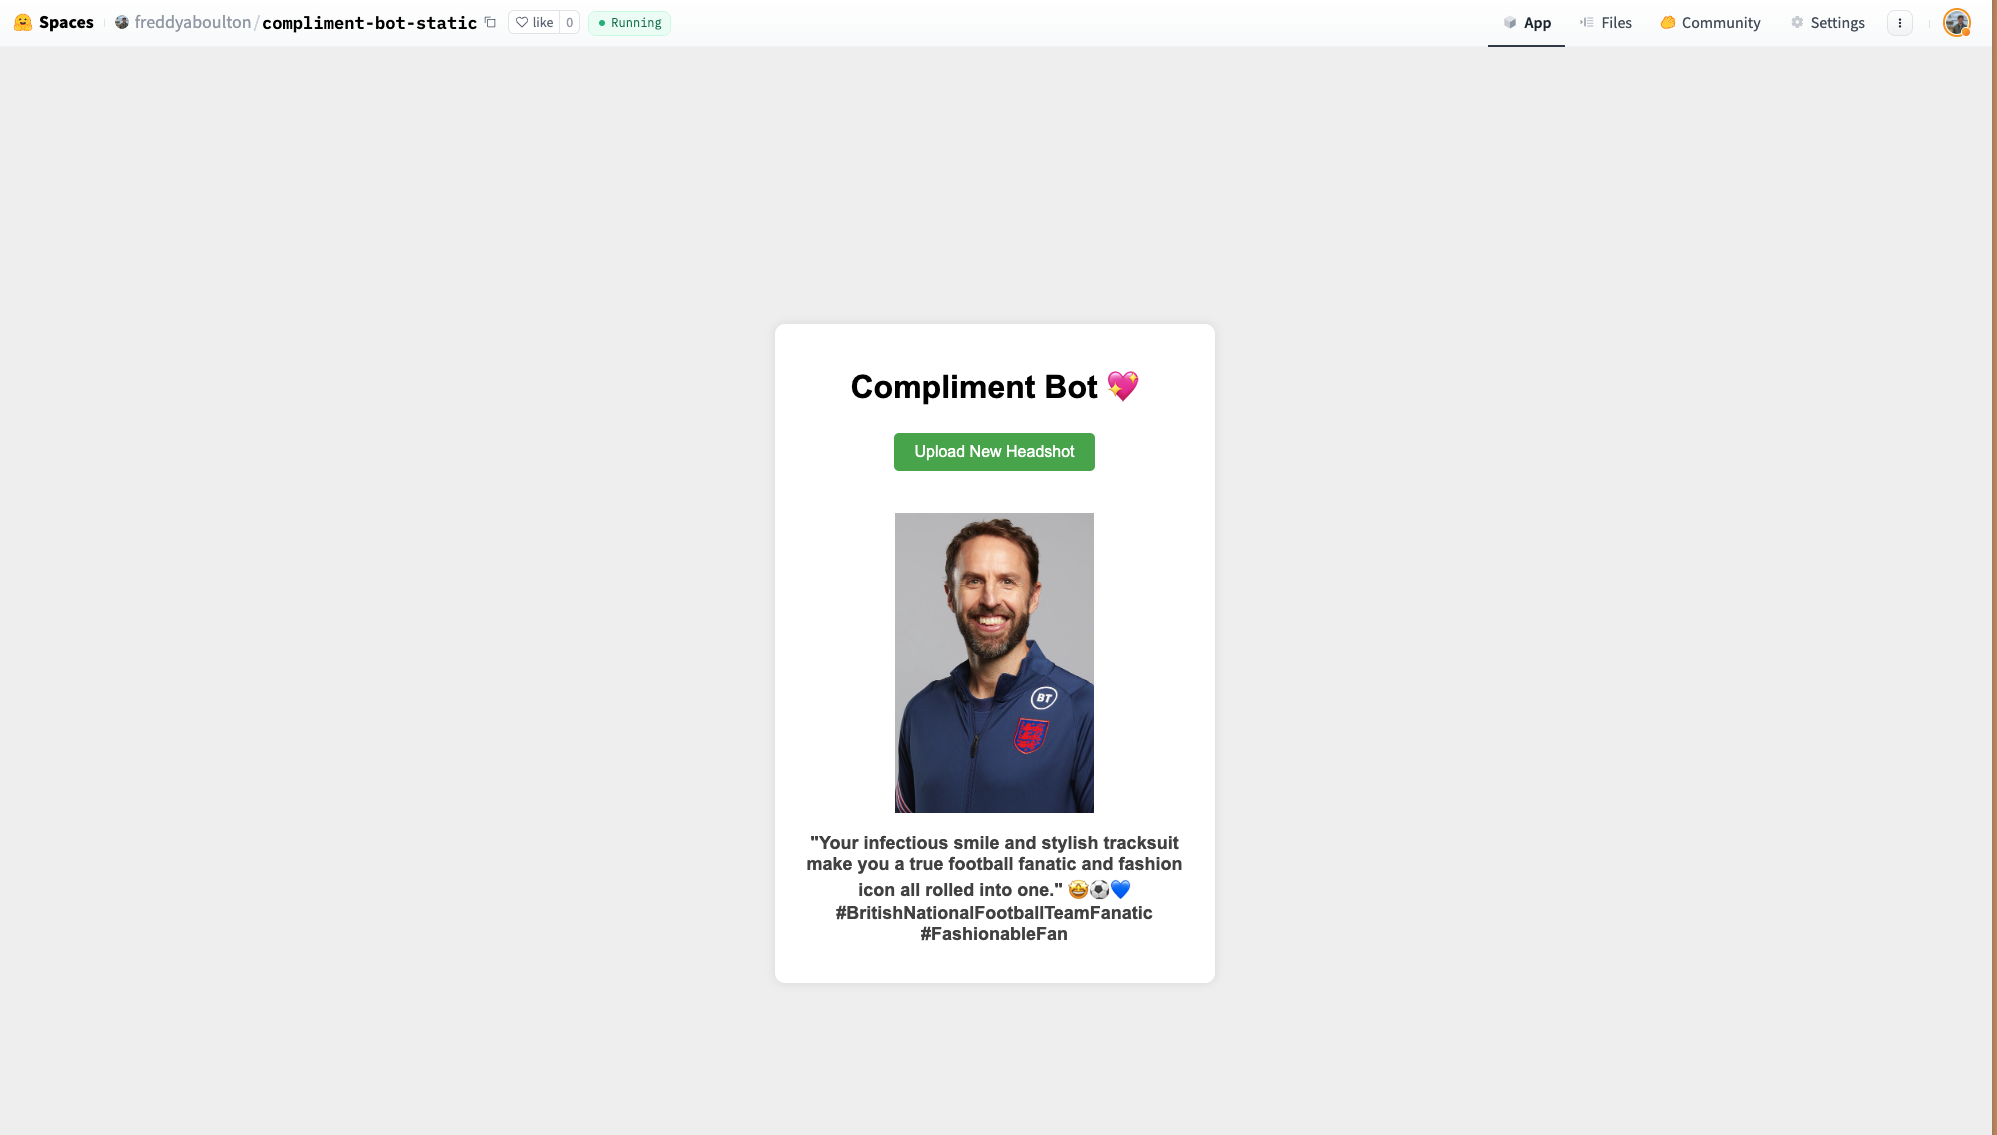 Spaces freddyaboulton/compliment-bot-static like 0 Running App Files Community Settings
Compliment Bot 💖
Upload New Headshot
BT
"Your infectious smile and stylish tracksuit
make you a true football fanatic and fashion
icon all rolled into one." 🤩⚽💙
#BritishNationalFootballTeamFanatic
#FashionableFan